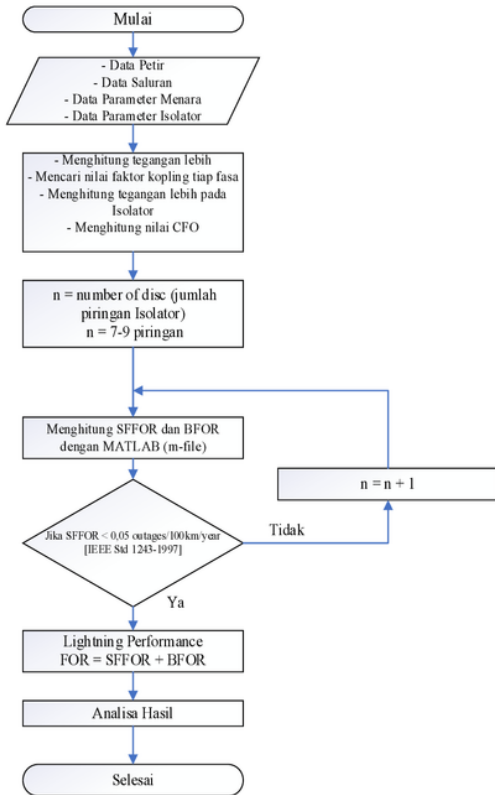 Mulai
- Data Petir
- Data Saluran
- Data Parameter Menara
- Data Parameter Isolator
- Menghitung tegangan lebih
- Mencari nilai faktor kopling tiap fasa
- Menghitung tegangan lebih pada
Isolator
- Menghitung nilai CFO
n = number of disc (jumlah
piringan Isolator)
n = 7-9 piringan
Menghitung SFFOR dan BFOR
dengan MATLAB (m-file)
n = n + 1
Jika SFFOR < 0,05 outages/100km/year
[IEEE Std 1243-1997]
Tidak
Ya
Lightning Performance
FOR = SFFOR + BFOR
Analisa Hasil
Selesai